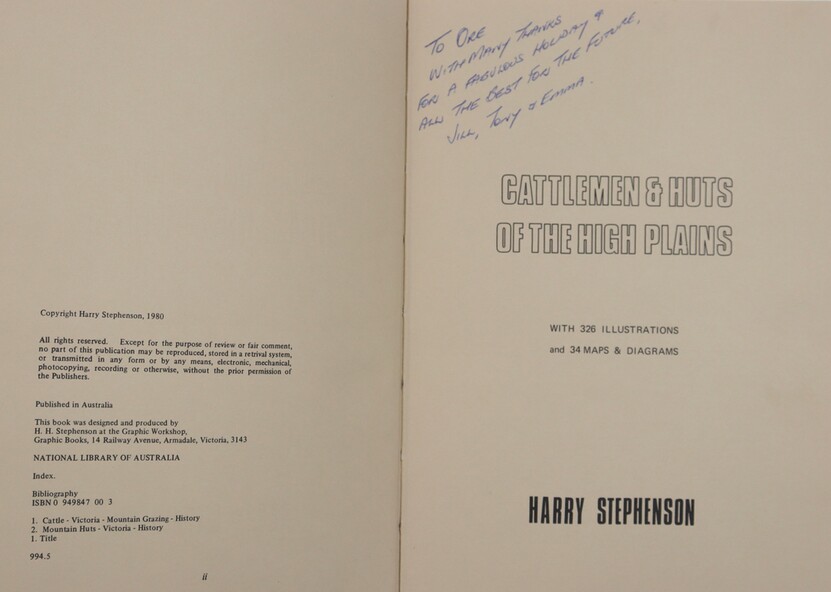 Copyright Harry Stephenson, 1980
All rights reserved. Except for the purpose of review or fair comment,
no part of this publication may be reproduced, stored in a retrival system,
or transmitted in any form or by any means, electronic, mechanical,
photocopying, recording or otherwise, without the prior permission of
the Publishers.
Published in Australia
This book was designed and produced by
H. H. Stephenson at the Graphic Workshop,
Graphic Books, 14 Railway Avenue, Armadale, Victoria, 3143
NATIONAL LIBRARY OF AUSTRALIA
Index.
Bibliography
ISBN 0 949847 00 3
1. Cattle - Victoria - Mountain Grazing - History
2. Mountain Huts - Victoria - History
1. Title
994.5
ii
TO ORE
WITH MANY THANKS
FOR A FABULOUS HOLIDAY &
ALL THE BEST FOR THE FUTURE.
JILL, TONY & EMMA.
CATTLEMEN & HUTS
OF THE HIGH PLAINS
WITH 326 ILLUSTRATIONS
and 34 MAPS & DIAGRAMS
HARRY STEPHENSON